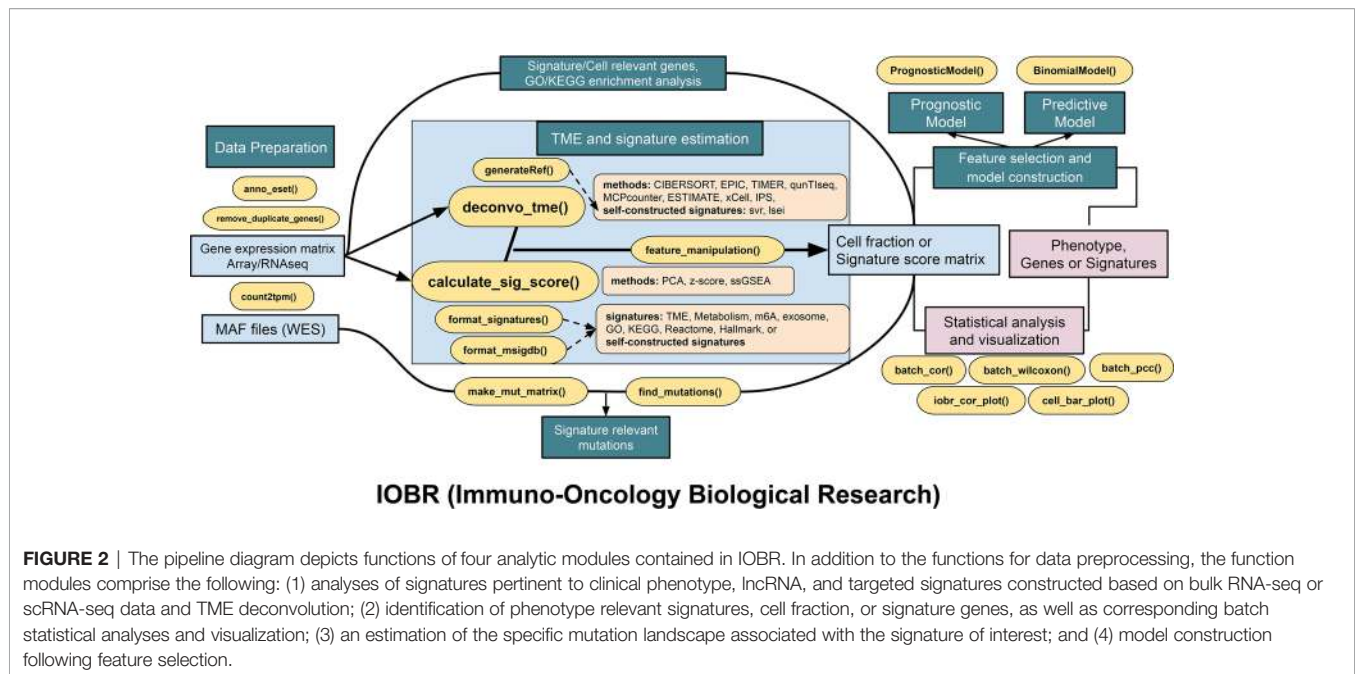 Signature/Cell relevant genes,
GO/KEGG enrichment analysis
PrognosticModel()
BinomialModel()
Prognostic
Model
Predictive
Model
Feature selection and
model construction
Data Preparation
anno_eset()
remove_duplicate_genes()
Gene expression matrix
Array/RNAseq
count2tpm()
MAF files (WES)
TME and signature estimation
generateRef()
methods: CIBERSORT, EPIC, TIMER, qunTIseq,
MCPcounter, ESTIMATE, xCell, IPS,
self-constructed signatures: svr, lsei
deconvo_tme()
feature_manipulation()
calculate_sig_score()
methods: PCA, z-score, ssGSEA
format_signatures()
format_msigdb()
signatures: TME, Metabolism, m6A, exosome,
GO, KEGG, Reactome, Hallmark, or
self-constructed signatures
Cell fraction or
Signature score matrix
Phenotype,
Genes or Signatures
Statistical analysis
and visualization
batch_cor()
batch_wilcoxon()
batch_pcc()
iobr_cor_plot()
cell_bar_plot()
make_mut_matrix()
find_mutations()
Signature relevant
mutations
IOBR (Immuno-Oncology Biological Research)
FIGURE 2 | The pipeline diagram depicts functions of four analytic modules contained in IOBR. In addition to the functions for data preprocessing, the function
modules comprise the following: (1) analyses of signatures pertinent to clinical phenotype, lncRNA, and targeted signatures constructed based on bulk RNA-seq or
scRNA-seq data and TME deconvolution; (2) identification of phenotype relevant signatures, cell fraction, or signature genes, as well as corresponding batch
statistical analyses and visualization; (3) an estimation of the specific mutation landscape associated with the signature of interest; and (4) model construction
following feature selection.